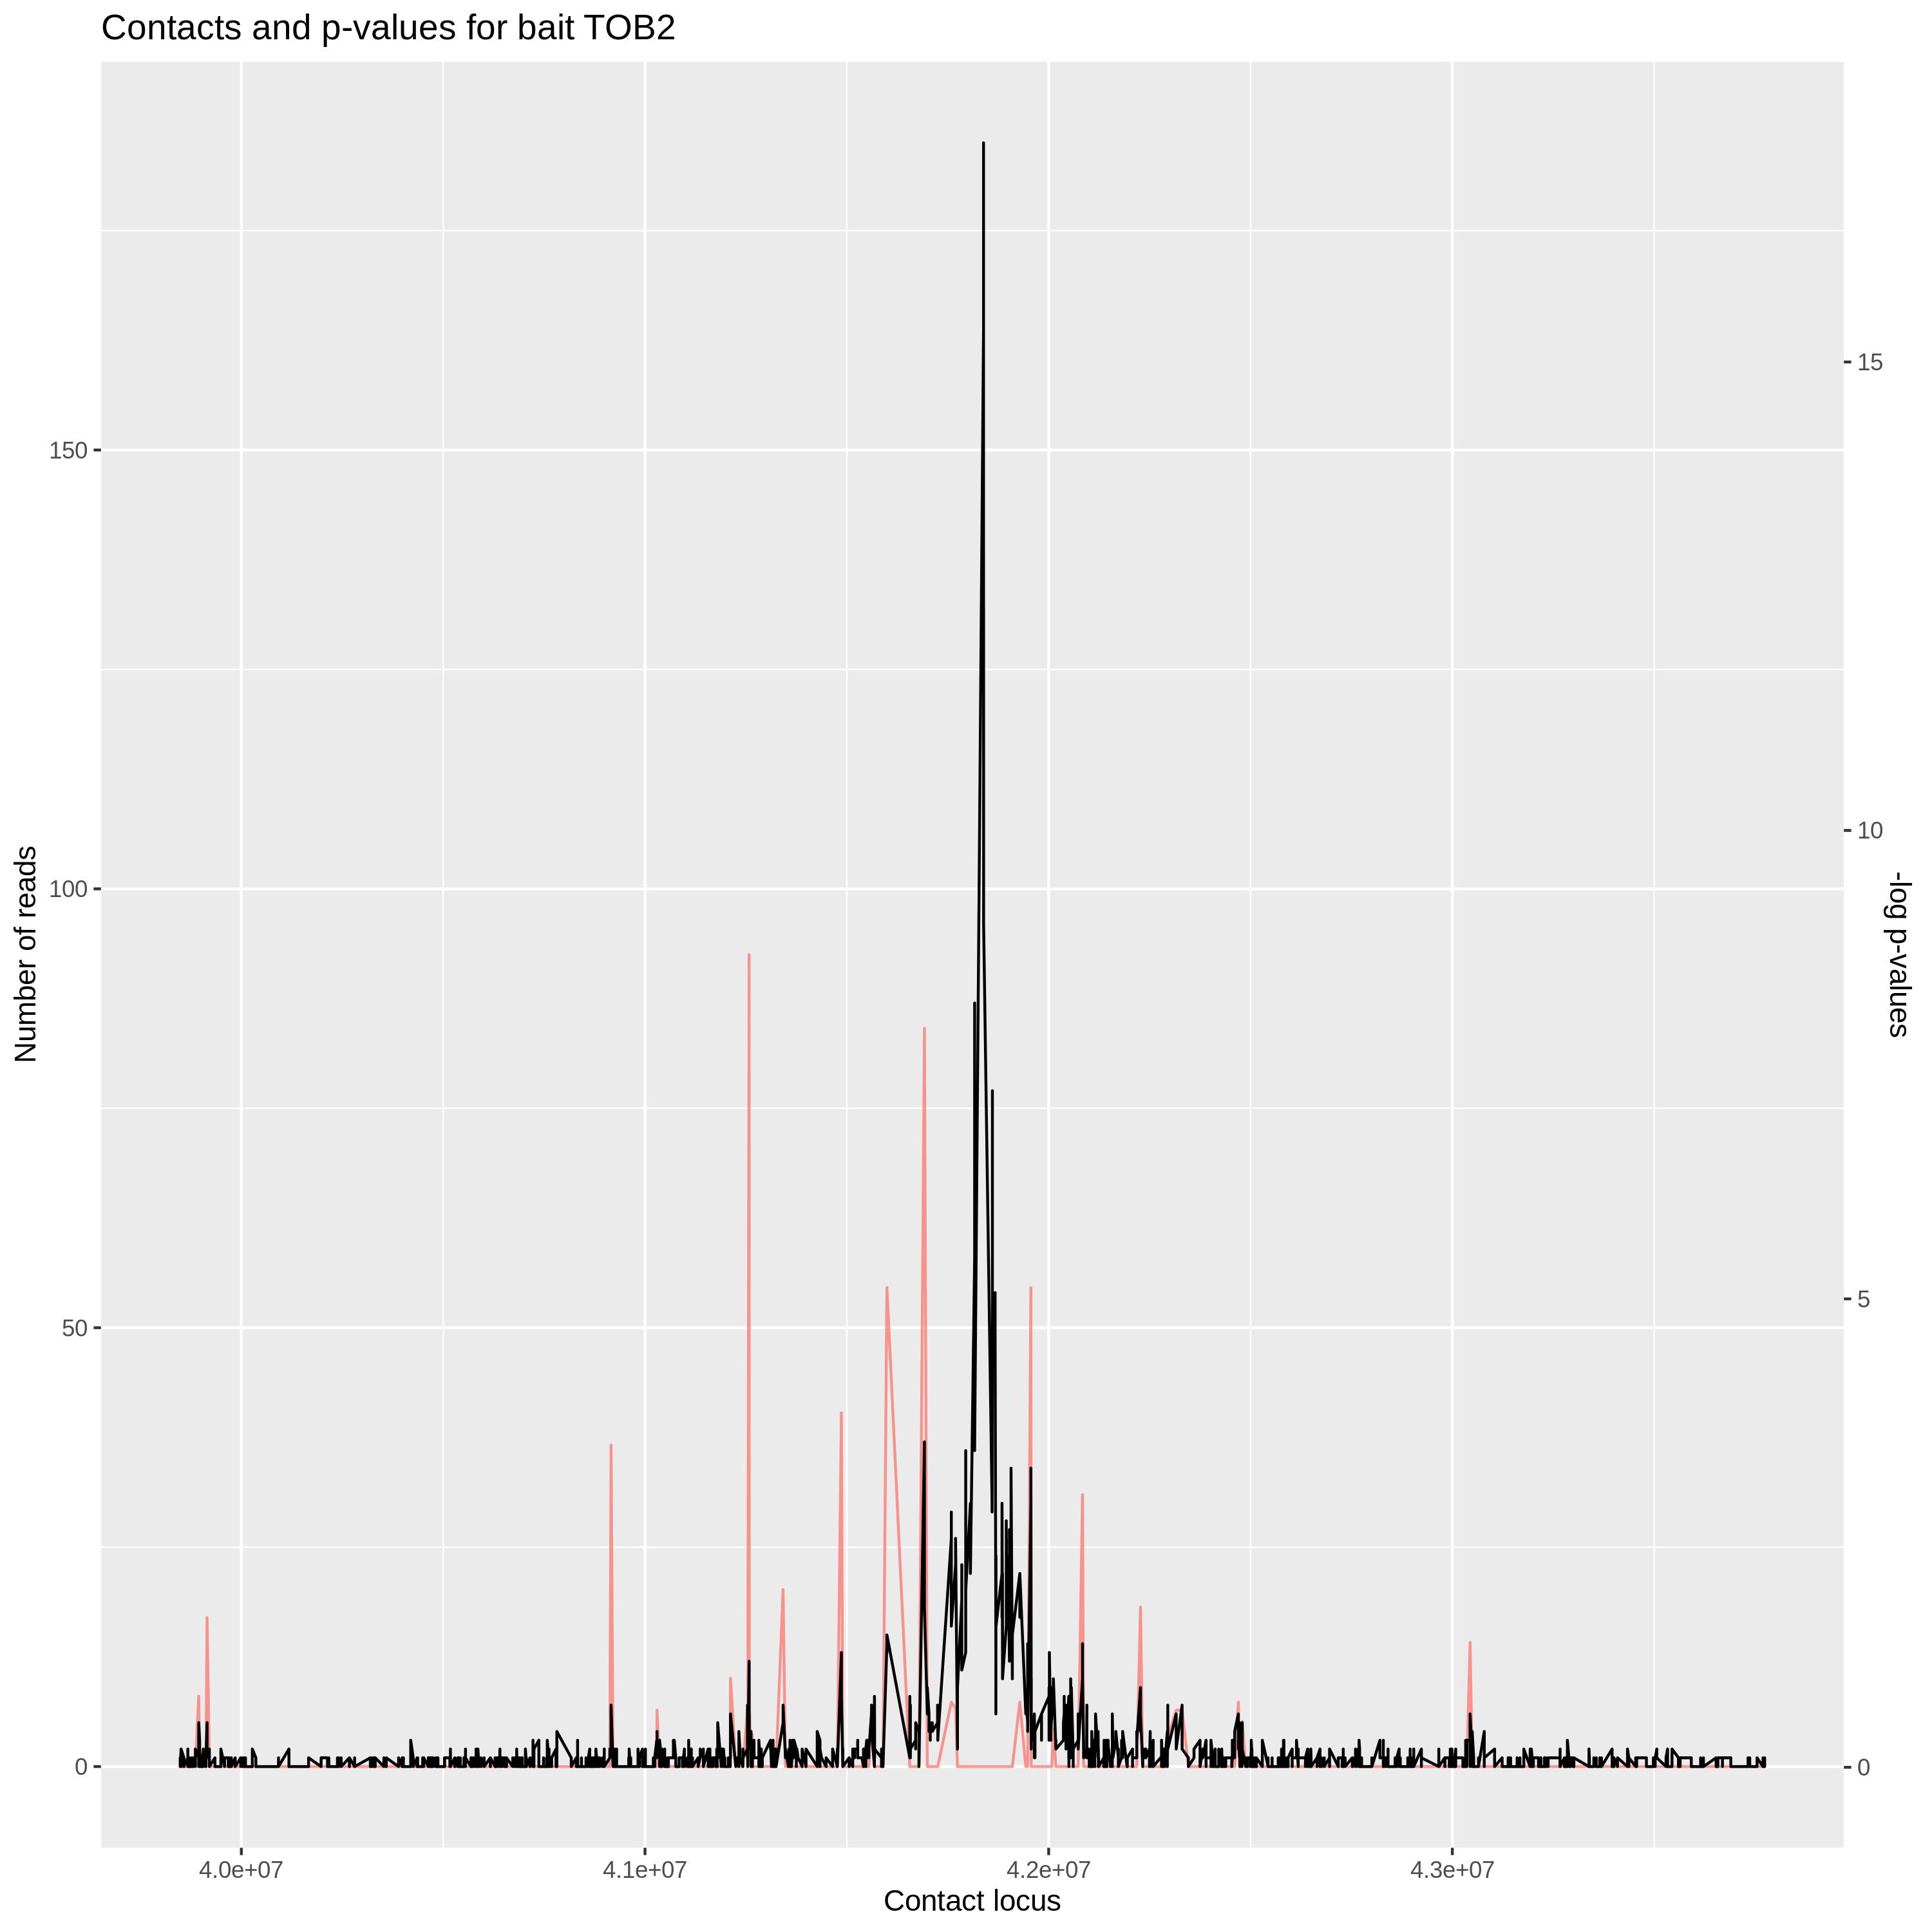 Contacts and p-values for bait TOB2
Number of reads
150
100
50
0
15
10
5
0
-log p-values
4.0e+07
4.1e+07
4.2e+07
4.3e+07
Contact locus